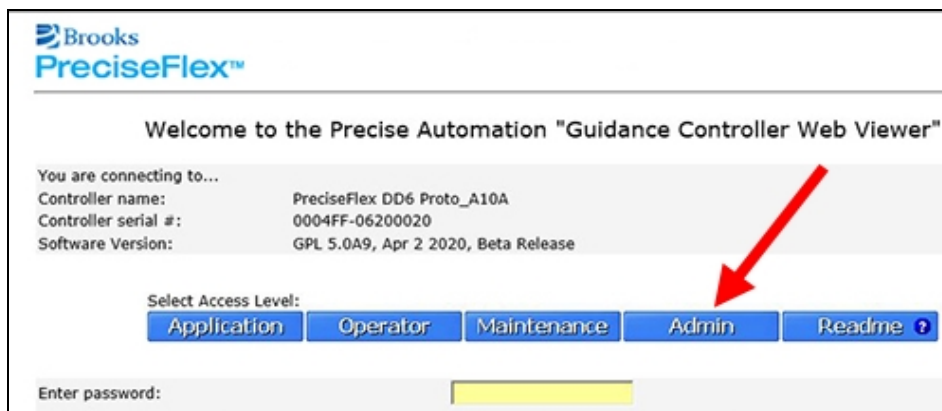 Brooks
PreciseFlex™
Welcome to the Precise Automation "Guidance Controller Web Viewer"
You are connecting to...
Controller name: PreciseFlex DD6 Proto_A10A
Controller serial #: 0004FF-06200020
Software Version: GPL 5.0A9, Apr 2 2020, Beta Release
Select Access Level:
Application Operator Maintenance Admin Readme ?
Enter password: